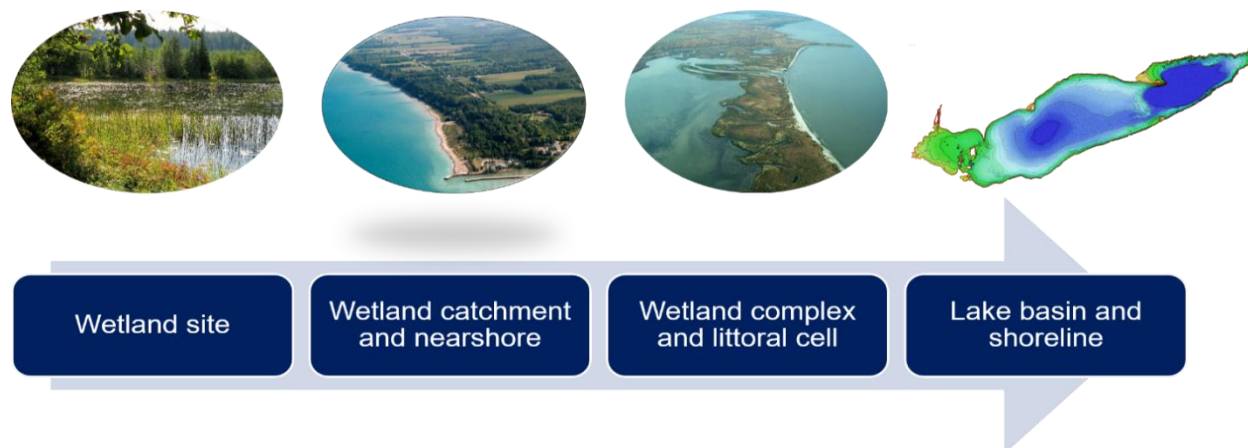 Wetland site
Wetland catchment
and nearshore
Wetland complex
and littoral cell
Lake basin and
shoreline